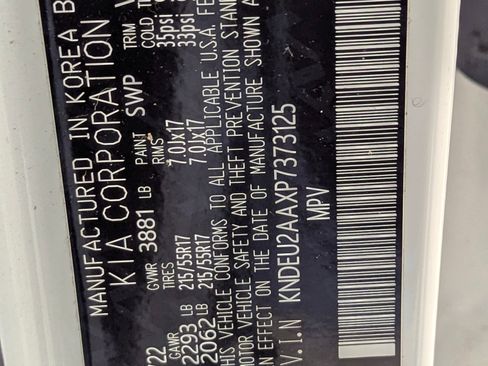 MANUFACTURED IN KOREA B
KIA CORPORATION
/22 GVWR 3881 LB PAINT SWP TRIM
GAWR TIRES RIMS COLD
2293 LB 215/55R17 7.0JX17 35psi
2062 LB 215/55R17 7.0JX17 33psi
THIS VEHICLE CONFORMS TO ALL APPLICABLE U.S.A. FE
MOTOR VEHICLE SAFETY AND THEFT PREVENTION STAN
IN EFFECT ON THE DATE OF MANUFACTURE SHOWN A
V.I.N KNDEU2AAXP7373125
MPV